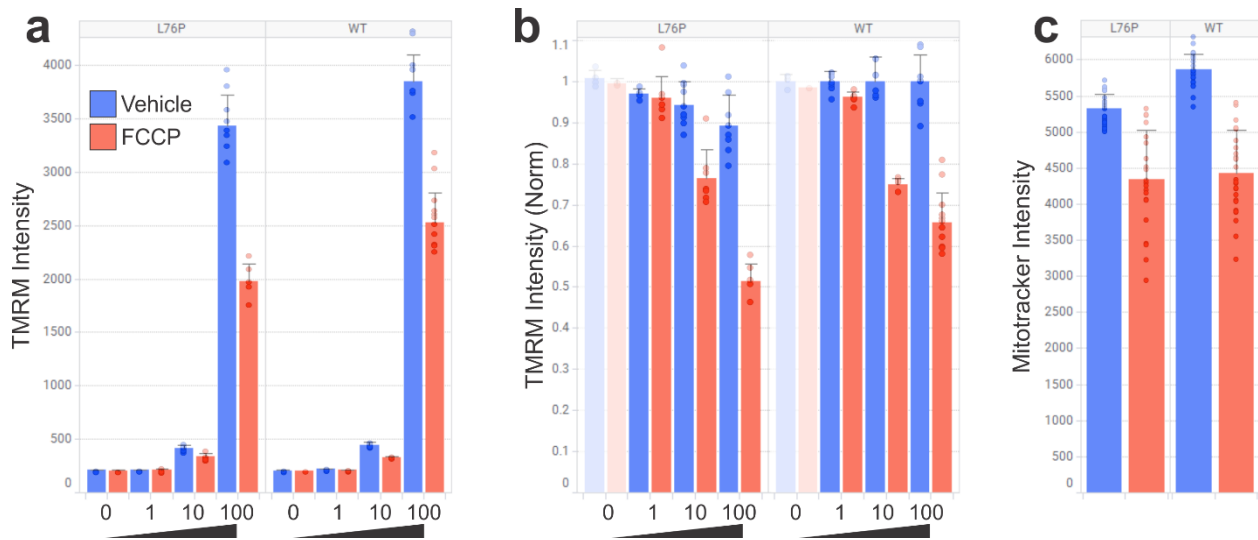 a
L76P
WT
TMRM Intensity
4000
3500
3000
2500
2000
1500
1000
500
0
Vehicle
FCCP
0 1 10 100 0 1 10 100
b
L76P
WT
TMRM Intensity (Norm)
1.1
1
0.9
0.8
0.7
0.6
0.5
0.4
0.3
0.2
0.1
0
0 1 10 100 0 1 10 100
c
L76P
WT
Mitotracker Intensity
6000
5500
5000
4500
4000
3500
3000
2500
2000
1500
1000
500
0